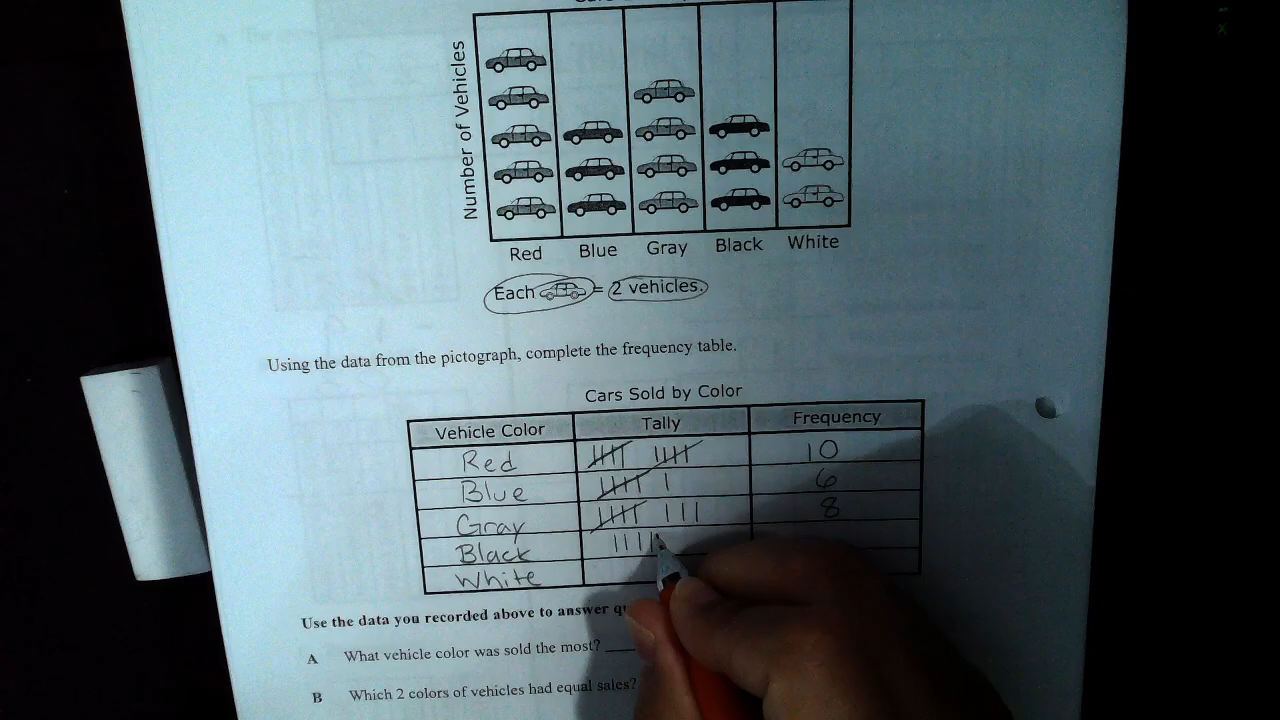 Number of Vehicles
Red Blue Gray Black White
Each = 2 vehicles.
Using the data from the pictograph, complete the frequency table.
Cars Sold by Color
Vehicle Color Tally Frequency
Red 10
Blue 6
Gray 8
Black
White
Use the data you recorded above to answer
A What vehicle color was sold the most?
B Which 2 colors of vehicles had equal sales?